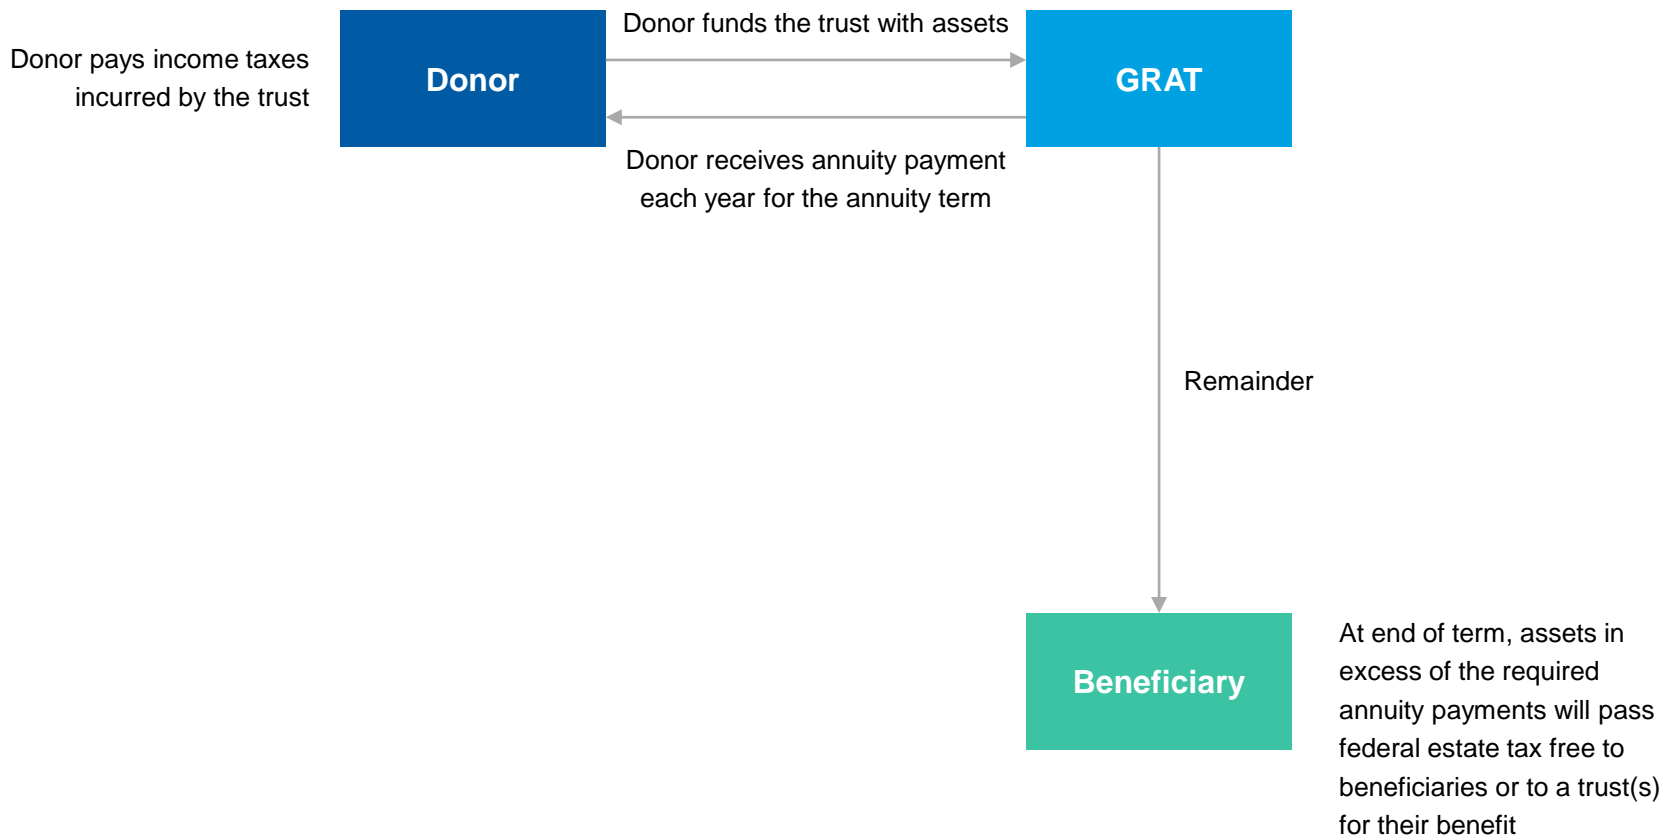 Donor funds the trust with assets
Donor pays income taxes
incurred by the trust
Donor
GRAT
Donor receives annuity payment
each year for the annuity term
Remainder
Beneficiary
At end of term, assets in
excess of the required
annuity payments will pass
federal estate tax free to
beneficiaries or to a trust(s)
for their benefit